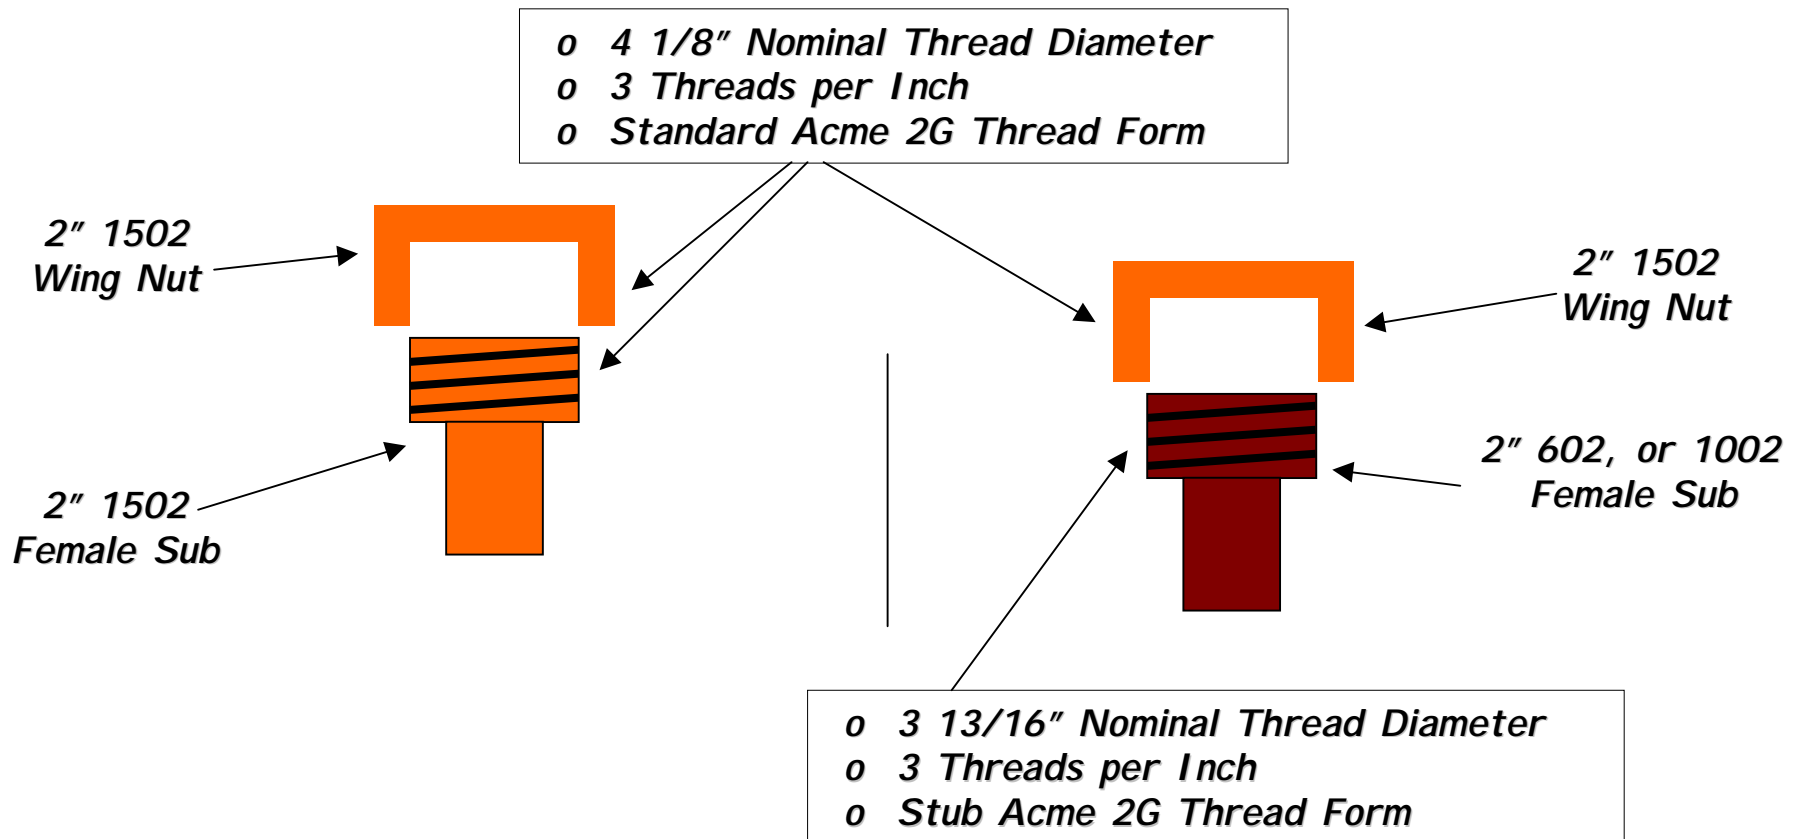 o 4 1/8" Nominal Thread Diameter
o 3 Threads per Inch
o Standard Acme 2G Thread Form
2" 1502
Wing Nut
2" 1502
Wing Nut
2" 1502
Female Sub
2" 602, or 1002
Female Sub
o 3 13/16" Nominal Thread Diameter
o 3 Threads per Inch
o Stub Acme 2G Thread Form